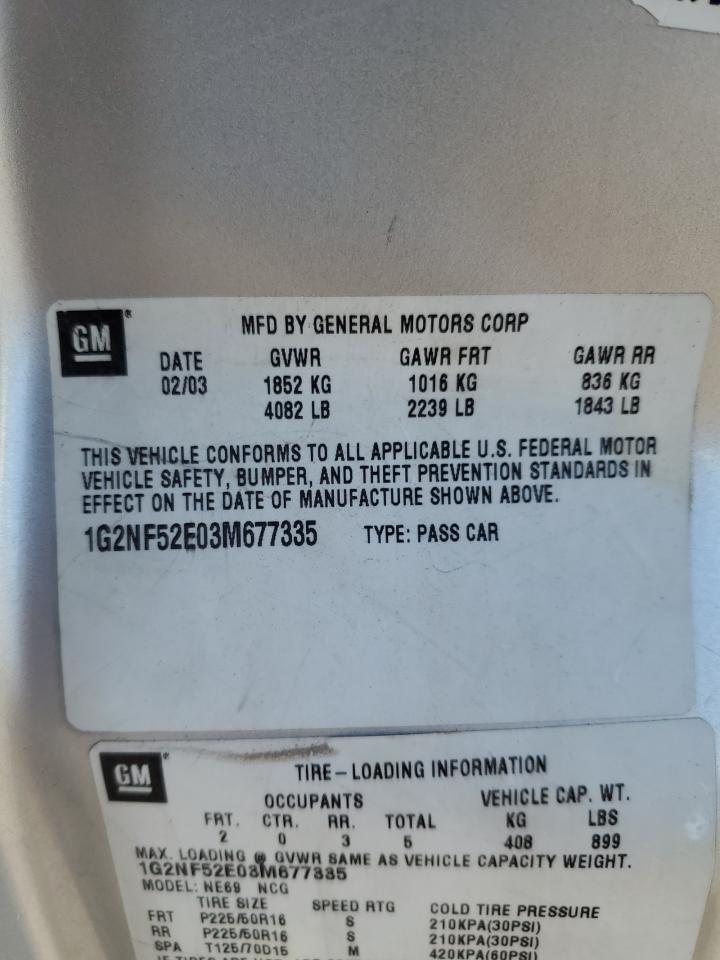 GM
MFD BY GENERAL MOTORS CORP
DATE GVWR GAWR FRT GAWR RR
02/03 1852 KG 1016 KG 836 KG
4082 LB 2239 LB 1843 LB
THIS VEHICLE CONFORMS TO ALL APPLICABLE U.S. FEDERAL MOTOR
VEHICLE SAFETY, BUMPER, AND THEFT PREVENTION STANDARDS IN
EFFECT ON THE DATE OF MANUFACTURE SHOWN ABOVE.
1G2NF52E03M677335 TYPE: PASS CAR
GM
TIRE-LOADING INFORMATION
OCCUPANTS VEHICLE CAP. WT.
FRT. CTR. RR. TOTAL KG LBS
2 0 3 5 408 899
MAX. LOADING @ GVWR SAME AS VEHICLE CAPACITY WEIGHT.
1G2NF52E03M677335
MODEL: NE69 NCG
TIRE SIZE SPEED RTG COLD TIRE PRESSURE
FRT P225/50R16 S 210KPA(30PSI)
RR P225/50R16 S 210KPA(30PSI)
SPA T125/70D15 M 420KPA(60PSI)